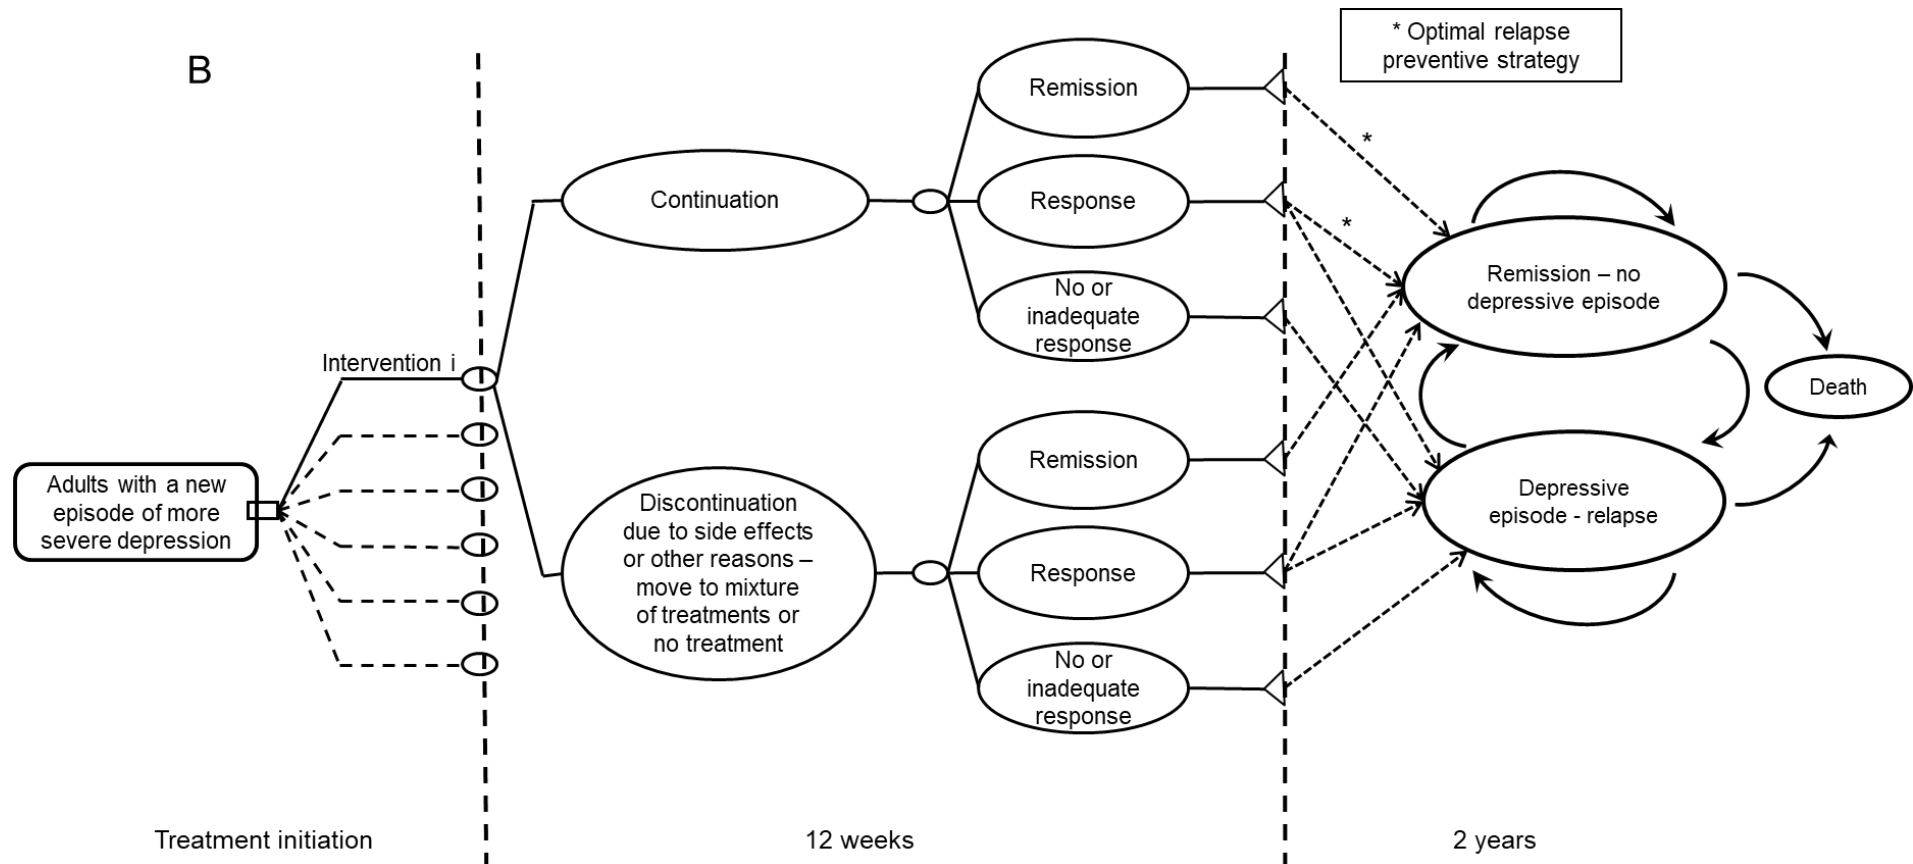 B
* Optimal relapse
preventive strategy
Remission
*
Continuation
Response
*
Remission – no
depressive episode
No or
inadequate
response
Intervention i
Death
Adults with a new
episode of more
severe depression
Discontinuation
due to side effects
or other reasons –
move to mixture
of treatments or
no treatment
Remission
Response
No or
inadequate
response
Depressive
episode - relapse
Treatment initiation
12 weeks
2 years